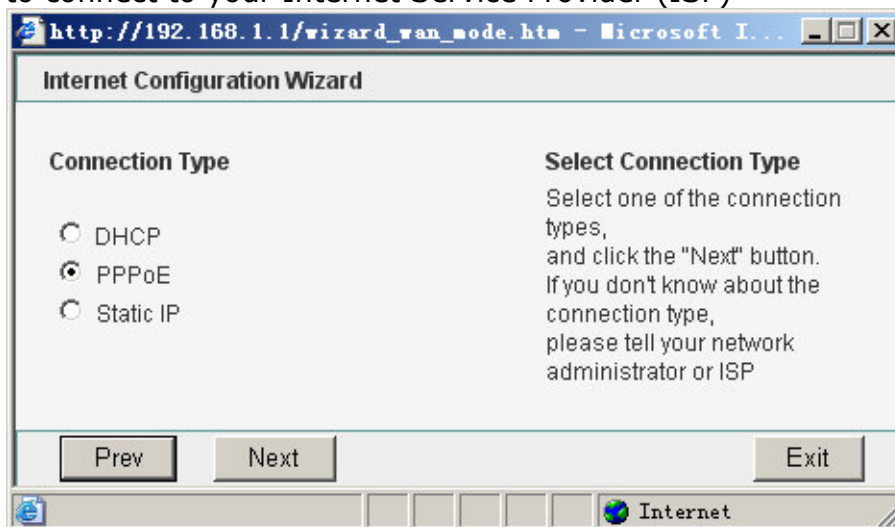 to connect to your Internet Service Provider (ISP)
http://192.168.1.1/wizard_wan_mode.htm - Microsoft I...
Internet Configuration Wizard
Connection Type
DHCP
PPPoE
Static IP
Select Connection Type
Select one of the connection
types,
and click the "Next" button.
If you don't know about the
connection type,
please tell your network
administrator or ISP
Prev Next Exit
Internet